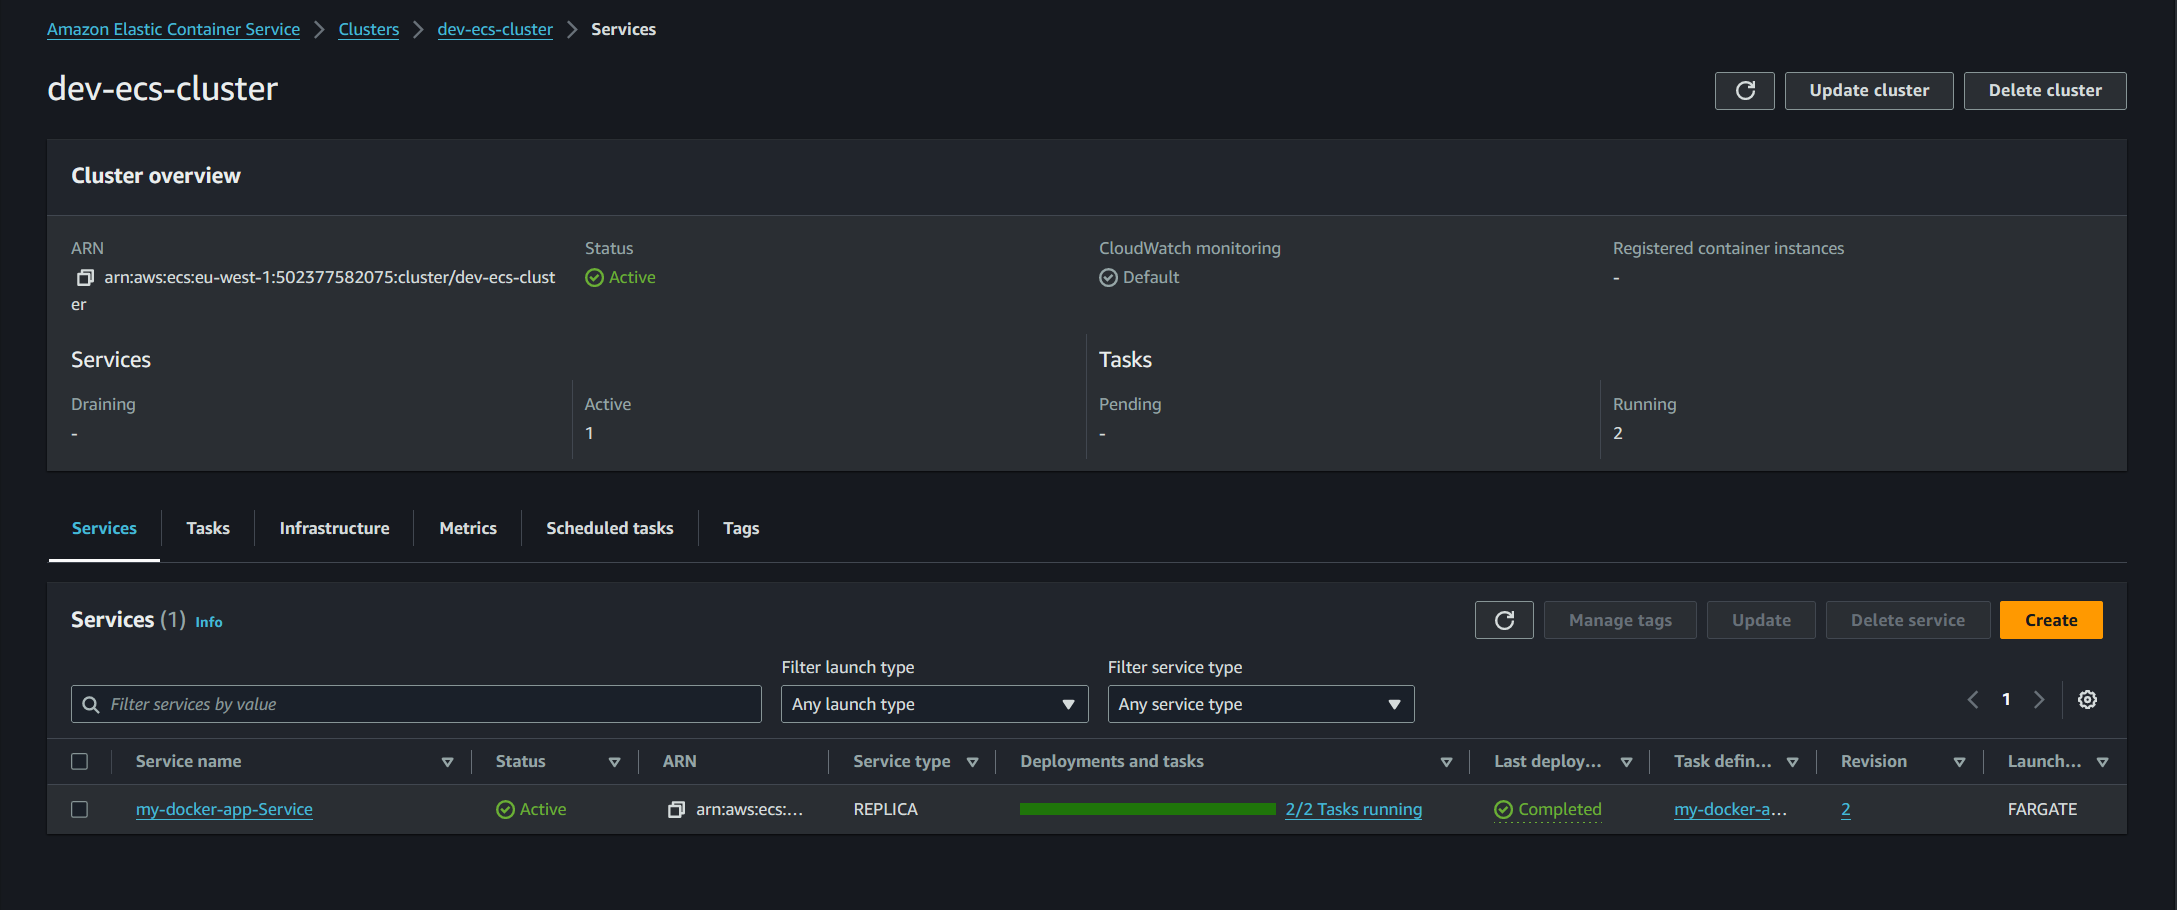 Amazon Elastic Container Service > Clusters > dev-ecs-cluster > Services
dev-ecs-cluster
Update cluster
Delete cluster
Cluster overview
ARN
arn:aws:ecs:eu-west-1:502377582075:cluster/dev-ecs-clust
er
Status
Active
CloudWatch monitoring
Default
Registered container instances
-
Services
Draining
-
Active
1
Tasks
Pending
-
Running
2
Services Tasks Infrastructure Metrics Scheduled tasks Tags
Services (1) Info
Manage tags
Update
Delete service
Create
Filter launch type
Filter service type
Filter services by value
Any launch type
Any service type
1
Service name Status ARN Service type Deployments and tasks Last deploy... Task defin... Revision Launch...
my-docker-app-Service Active arn:aws:ecs:... REPLICA 2/2 Tasks running Completed my-docker-a... 2 FARGATE